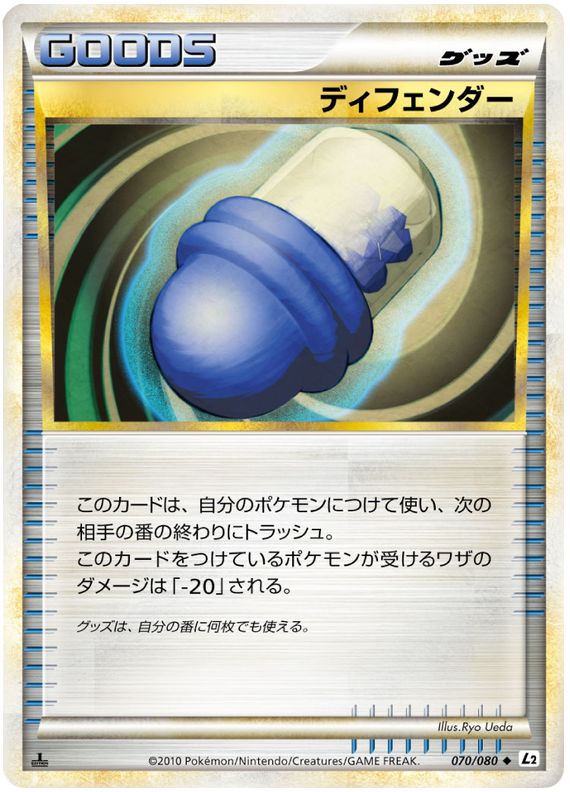 GOODS
グッズ
ディフェンダー
このカードは、自分のポケモンにつけて使い、次の
相手の番の終わりにトラッシュ。
このカードをつけているポケモンが受けるワザの
ダメージは「-20」される。
グッズは、自分の番に何枚でも使える。
Illus.Ryo Ueda
1
EDITION
©2010 Pokémon/Nintendo/Creatures/GAME FREAK.
070/080 ◆ L2